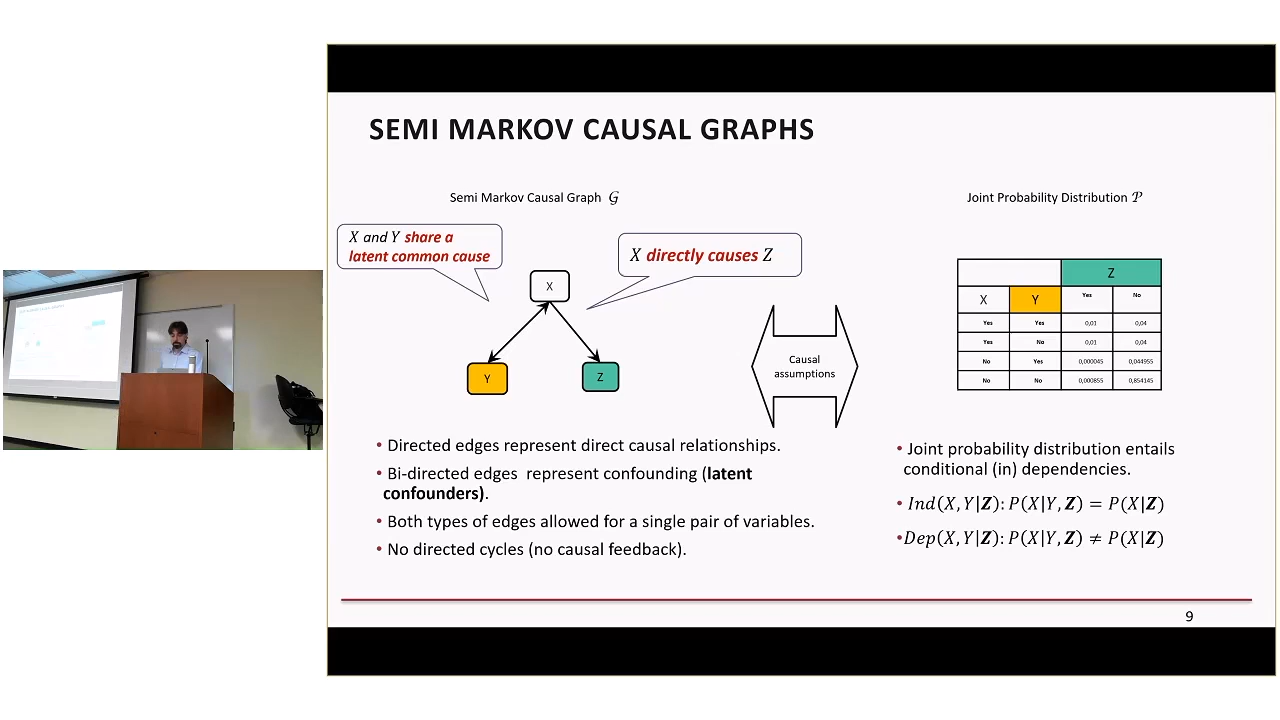 SEMI MARKOV CAUSAL GRAPHS
Semi Markov Causal Graph 𝒢
Joint Probability Distribution 𝒫
X and Y share a
latent common cause
X directly causes Z
X
Y
Z
Causal
assumptions
Z
X Y Yes No
Yes Yes 0,01 0,04
Yes No 0,01 0,04
No Yes 0,000045 0,044955
No No 0,000855 0,854145
• Directed edges represent direct causal relationships.
• Bi-directed edges represent confounding (latent
confounders).
• Both types of edges allowed for a single pair of variables.
• No directed cycles (no causal feedback).
• Joint probability distribution entails
conditional (in) dependencies.
• Ind(X, Y|Z): P(X|Y, Z) = P(X|Z)
•Dep(X, Y|Z): P(X|Y, Z) ≠ P(X|Z)
9